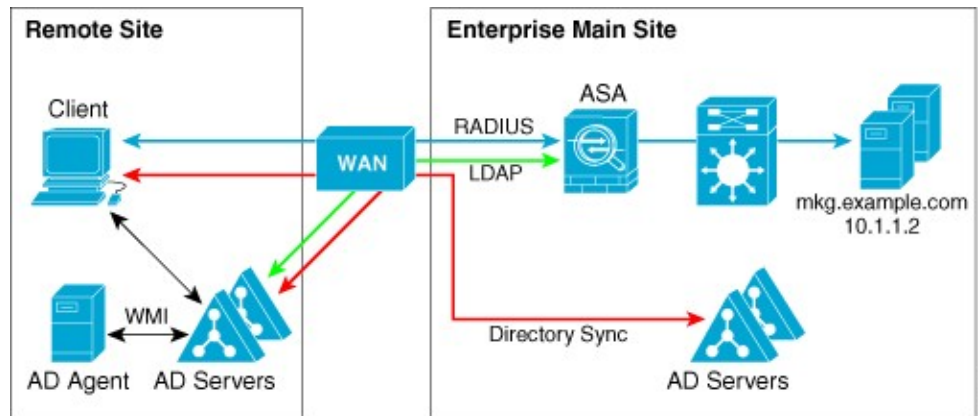 Remote Site
Enterprise Main Site
Client
ASA
RADIUS
WAN
LDAP
mkg.example.com
10.1.1.2
WMI
Directory Sync
AD Agent
AD Servers
AD Servers